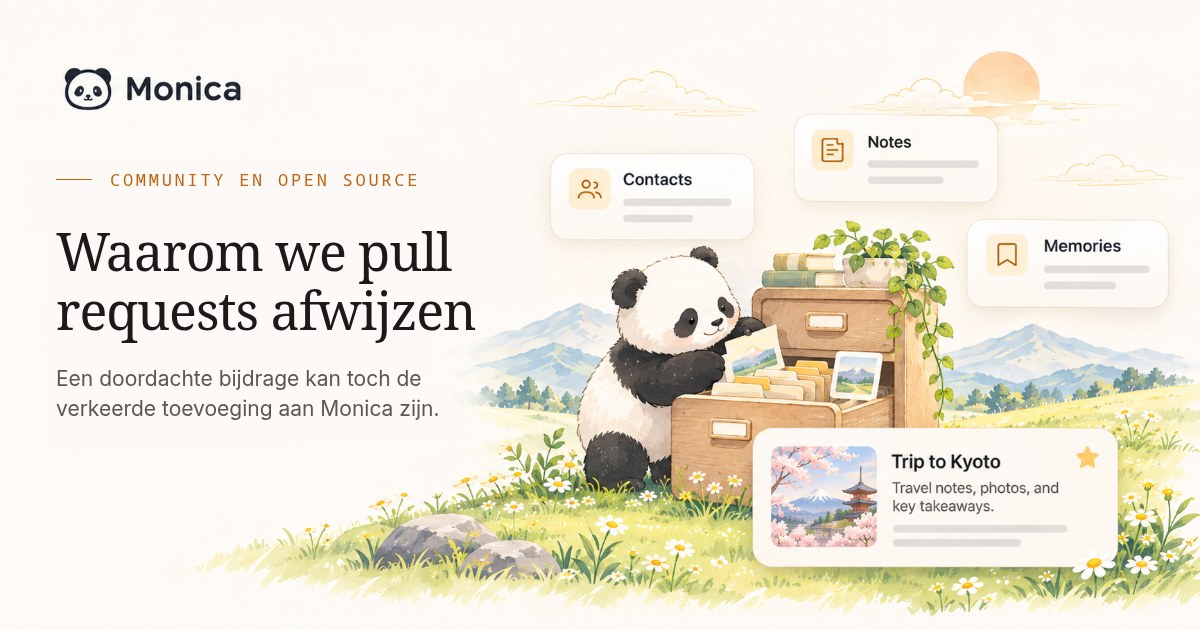 Monica
COMMUNITY EN OPEN SOURCE
Waarom we pull
requests afwijzen
Een doordachte bijdrage kan toch de
verkeerde toevoeging aan Monica zijn.
Contacts
Notes
Memories
Trip to Kyoto
Travel notes, photos, and
key takeaways.